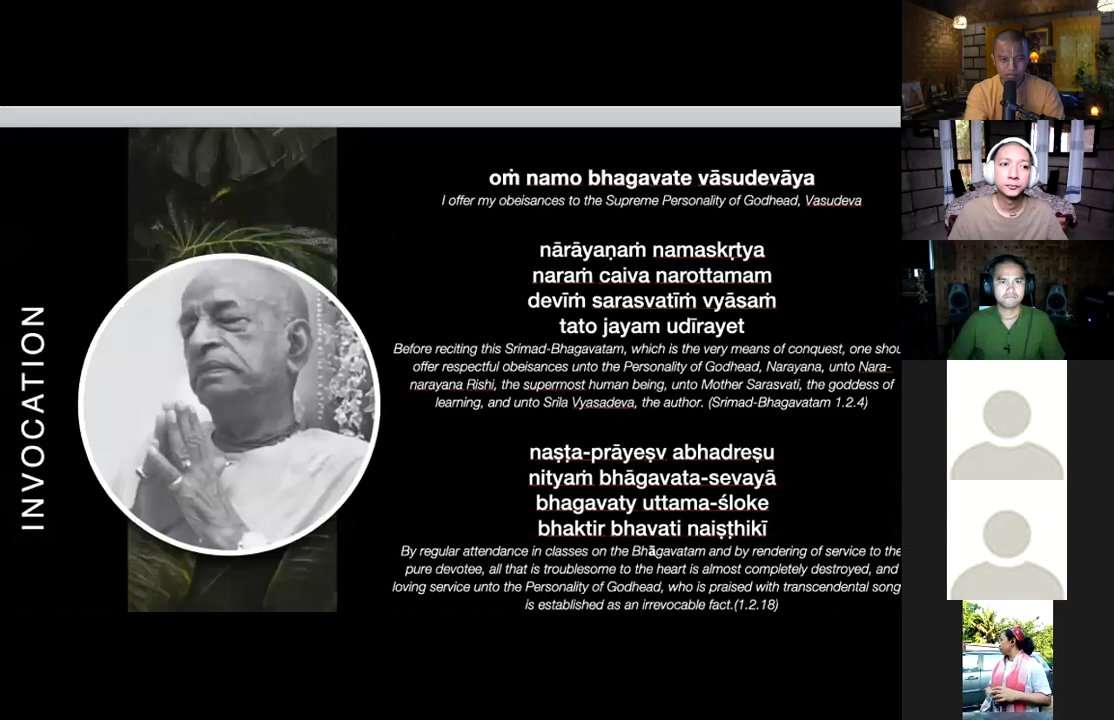 INVOCATION
oṁ namo bhagavate vāsudevāya
I offer my obeisances to the Supreme Personality of Godhead, Vasudeva
nārāyaṇaṁ namaskṛtya
naraṁ caiva narottamam
devīṁ sarasvatīṁ vyāsaṁ
tato jayam udīrayet
Before reciting this Srimad-Bhagavatam, which is the very means of conquest, one shou
offer respectful obeisances unto the Personality of Godhead, Narayana, unto Nara-
narayana Rishi, the supermost human being, unto Mother Sarasvati, the goddess of
learning, and unto Srila Vyasadeva, the author. (Srimad-Bhagavatam 1.2.4)
naṣṭa-prāyeṣv abhadreṣu
nityaṁ bhāgavata-sevayā
bhagavaty uttama-śloke
bhaktir bhavati naiṣṭhikī
By regular attendance in classes on the Bhāgavatam and by rendering of service to the
pure devotee, all that is troublesome to the heart is almost completely destroyed, and
loving service unto the Personality of Godhead, who is praised with transcendental song
is established as an irrevocable fact.(1.2.18)